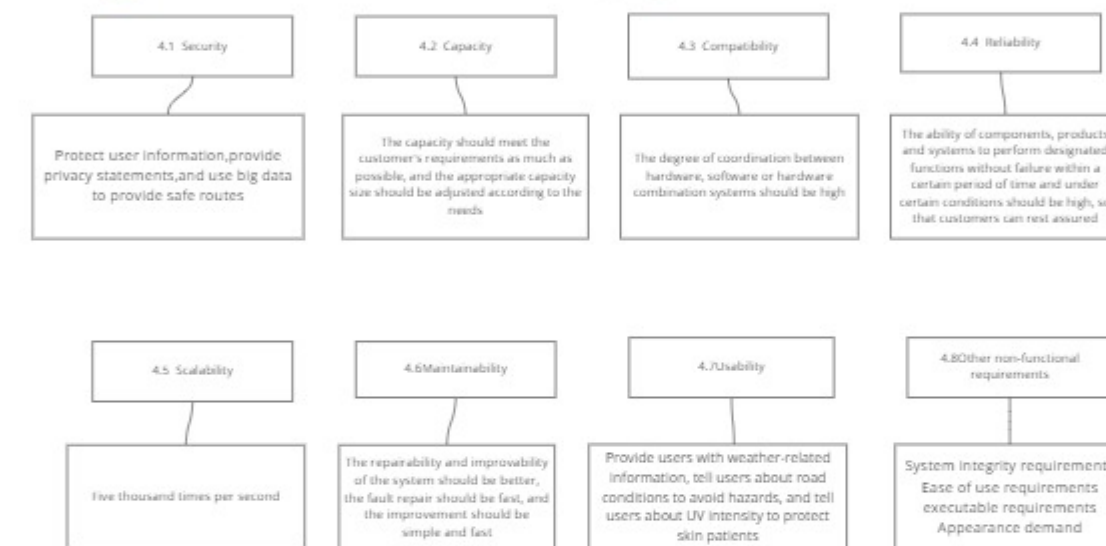 4.1 Security
4.2 Capacity
4.3 Compatibility
4.4 Reliability
Protect user information,provide
privacy statements,and use big data
to provide safe routes
The capacity should meet the
customer's requirements as much as
possible, and the appropriate capacity
size should be adjusted according to the
needs
The degree of coordination between
hardware, software or hardware
combination systems should be high
The ability of components, products
and systems to perform designated
functions without failure within a
certain period of time and under
certain conditions should be high, so
that customers can rest assured
4.5 Scalability
4.6Maintainability
4.7Usability
4.8Other non-functional
requirements
Five thousand times per second
The repairability and improvability
of the system should be better,
the fault repair should be fast, and
the improvement should be
simple and fast
Provide users with weather-related
information, tell users about road
conditions to avoid hazards, and tell
users about UV intensity to protect
skin patients
System integrity requirement
Ease of use requirements
executable requirements
Appearance demand